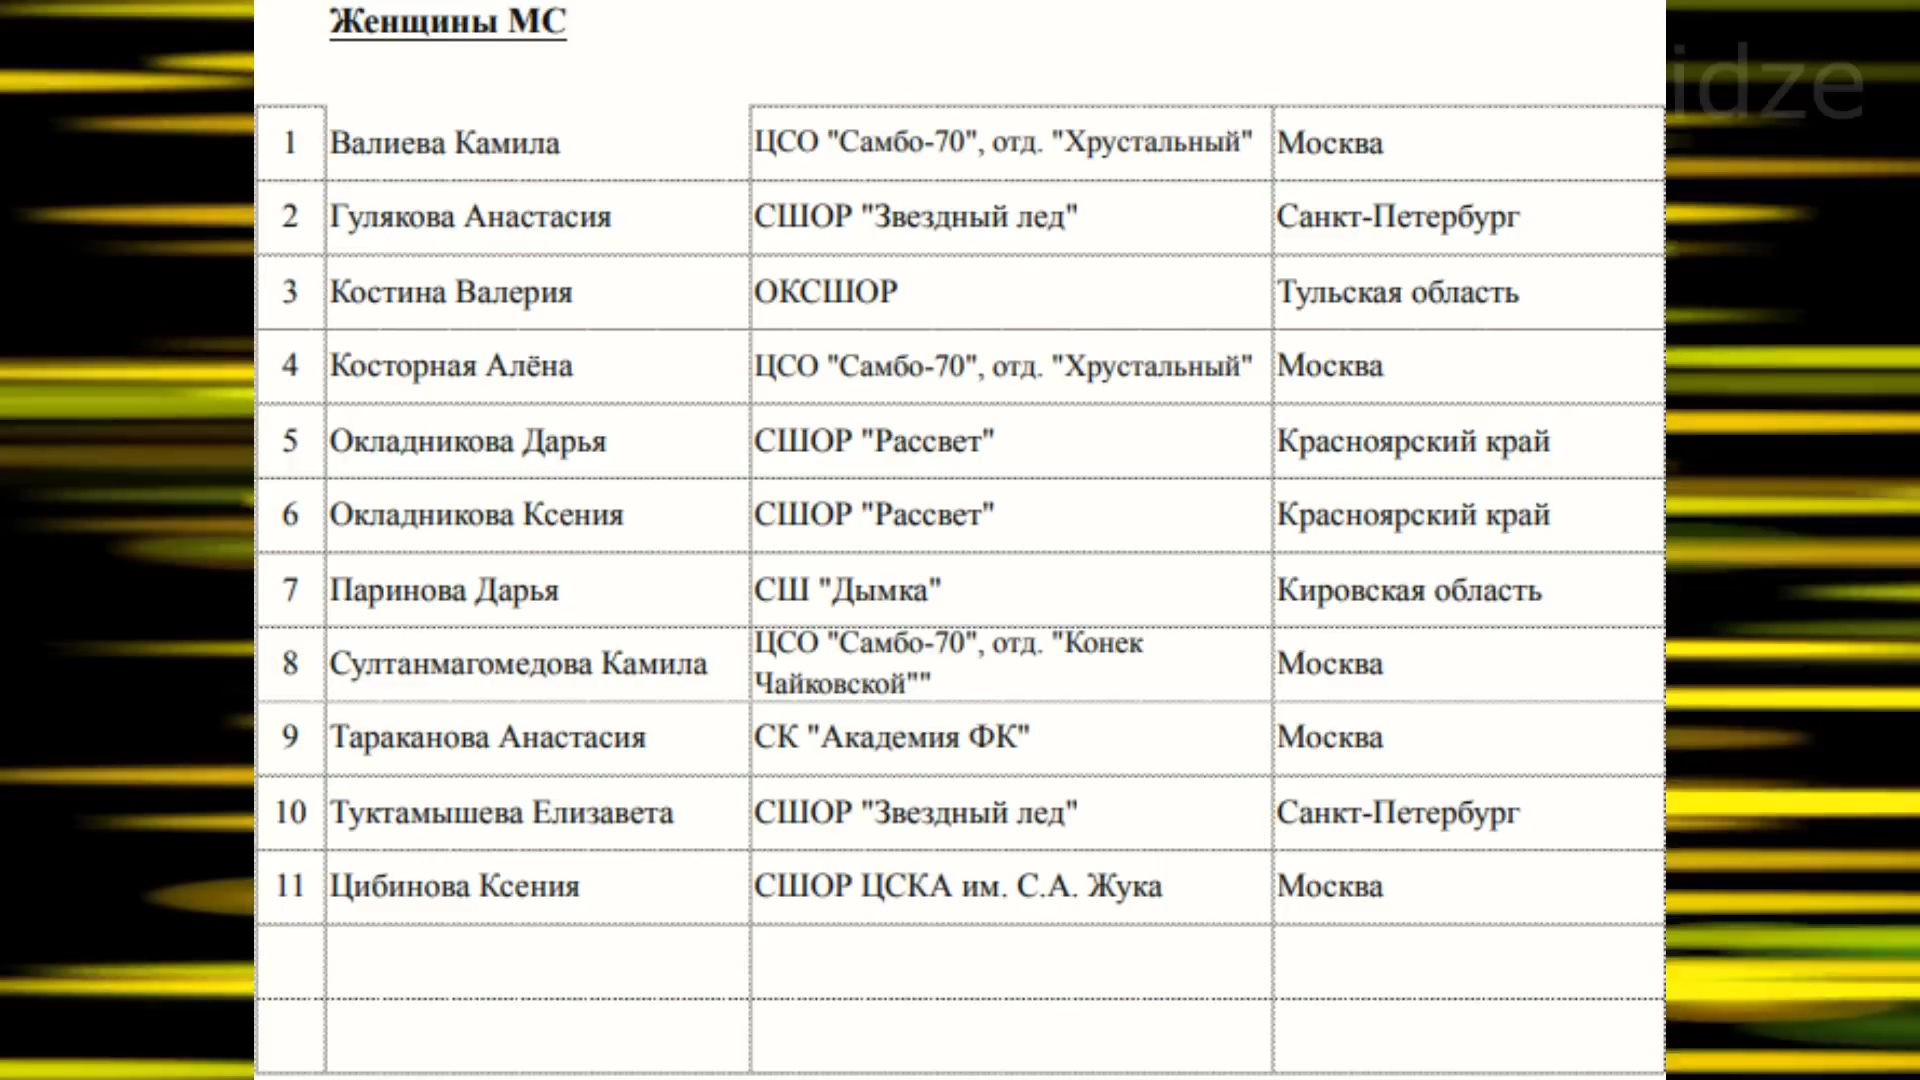 Женщины МС
idze
1 Валиева Камила ЦСО "Самбо-70", отд. "Хрустальный" Москва
2 Гулякова Анастасия СШОР "Звездный лед" Санкт-Петербург
3 Костина Валерия ОКСШОР Тульская область
4 Косторная Алёна ЦСО "Самбо-70", отд. "Хрустальный" Москва
5 Окладникова Дарья СШОР "Рассвет" Красноярский край
6 Окладникова Ксения СШОР "Рассвет" Красноярский край
7 Паринова Дарья СШ "Дымка" Кировская область
8 Султанмагомедова Камила ЦСО "Самбо-70", отд. "Конек
Чайковской"" Москва
9 Тараканова Анастасия СК "Академия ФК" Москва
10 Туктамышева Елизавета СШОР "Звездный лед" Санкт-Петербург
11 Цибинова Ксения СШОР ЦСКА им. С.А. Жука Москва